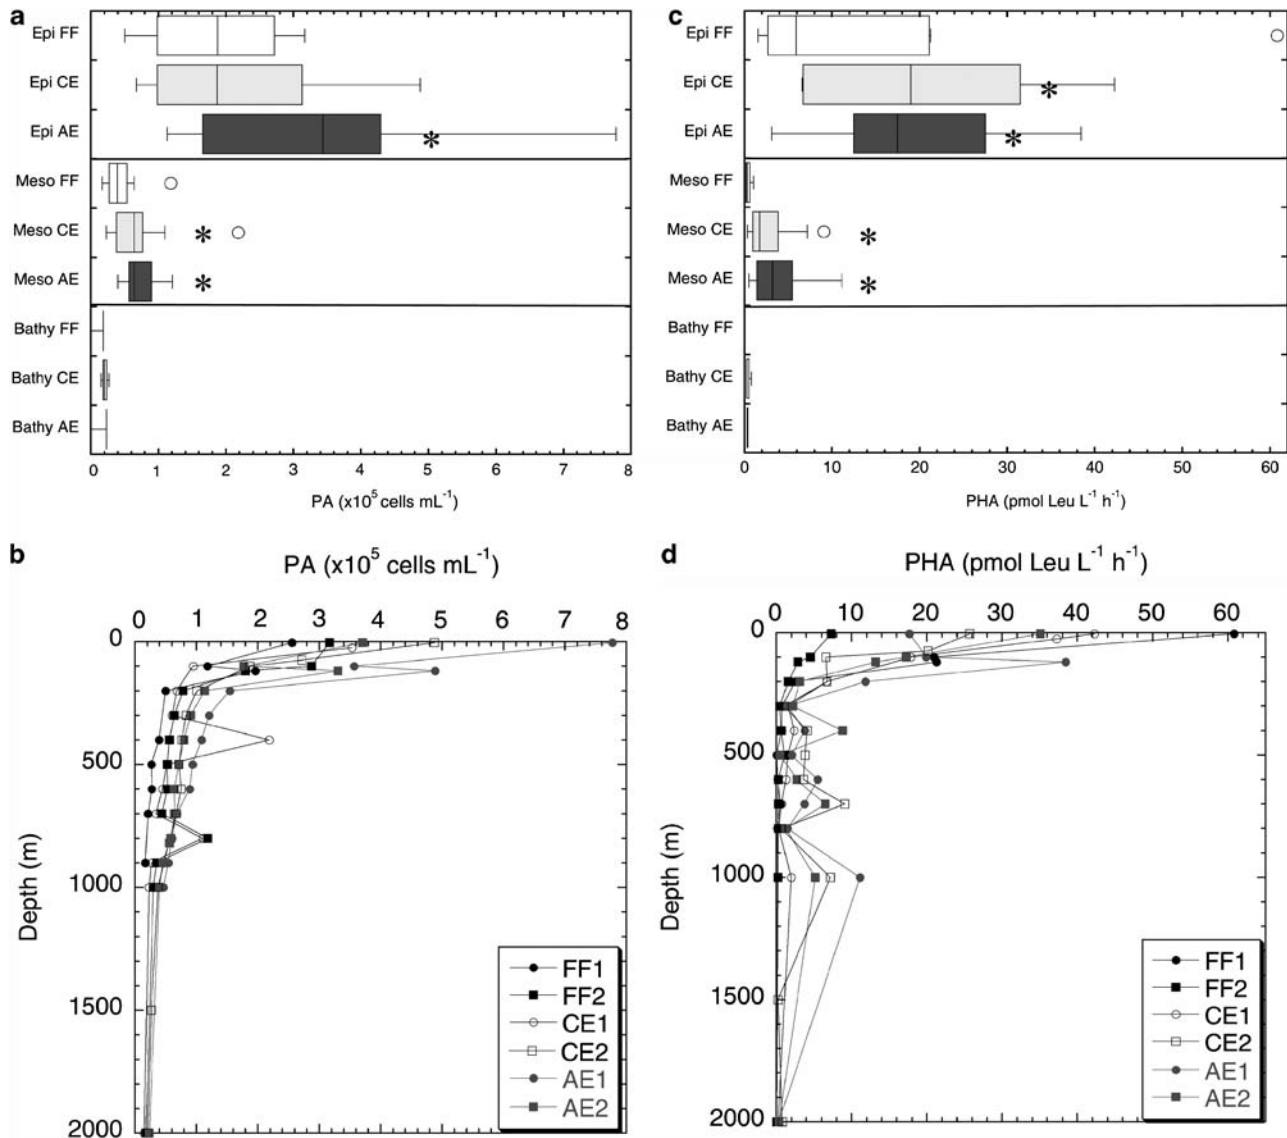 a
Epi FF
Epi CE
Epi AE
Meso FF
Meso CE
Meso AE
Bathy FF
Bathy CE
Bathy AE
* * *
0 1 2 3 4 5 6 7 8
PA (x10⁵ cells mL⁻¹)
c
Epi FF
Epi CE
Epi AE
Meso FF
Meso CE
Meso AE
Bathy FF
Bathy CE
Bathy AE
* * * *
0 10 20 30 40 50 60
PHA (pmol Leu L⁻¹ h⁻¹)
b
PA (x10⁵ cells mL⁻¹)
0 1 2 3 4 5 6 7 8
0
500
1000
1500
2000
Depth (m)
FF1
FF2
CE1
CE2
AE1
AE2
d
PHA (pmol Leu L⁻¹ h⁻¹)
0 10 20 30 40 50 60
0
500
1000
1500
2000
Depth (m)
FF1
FF2
CE1
CE2
AE1
AE2